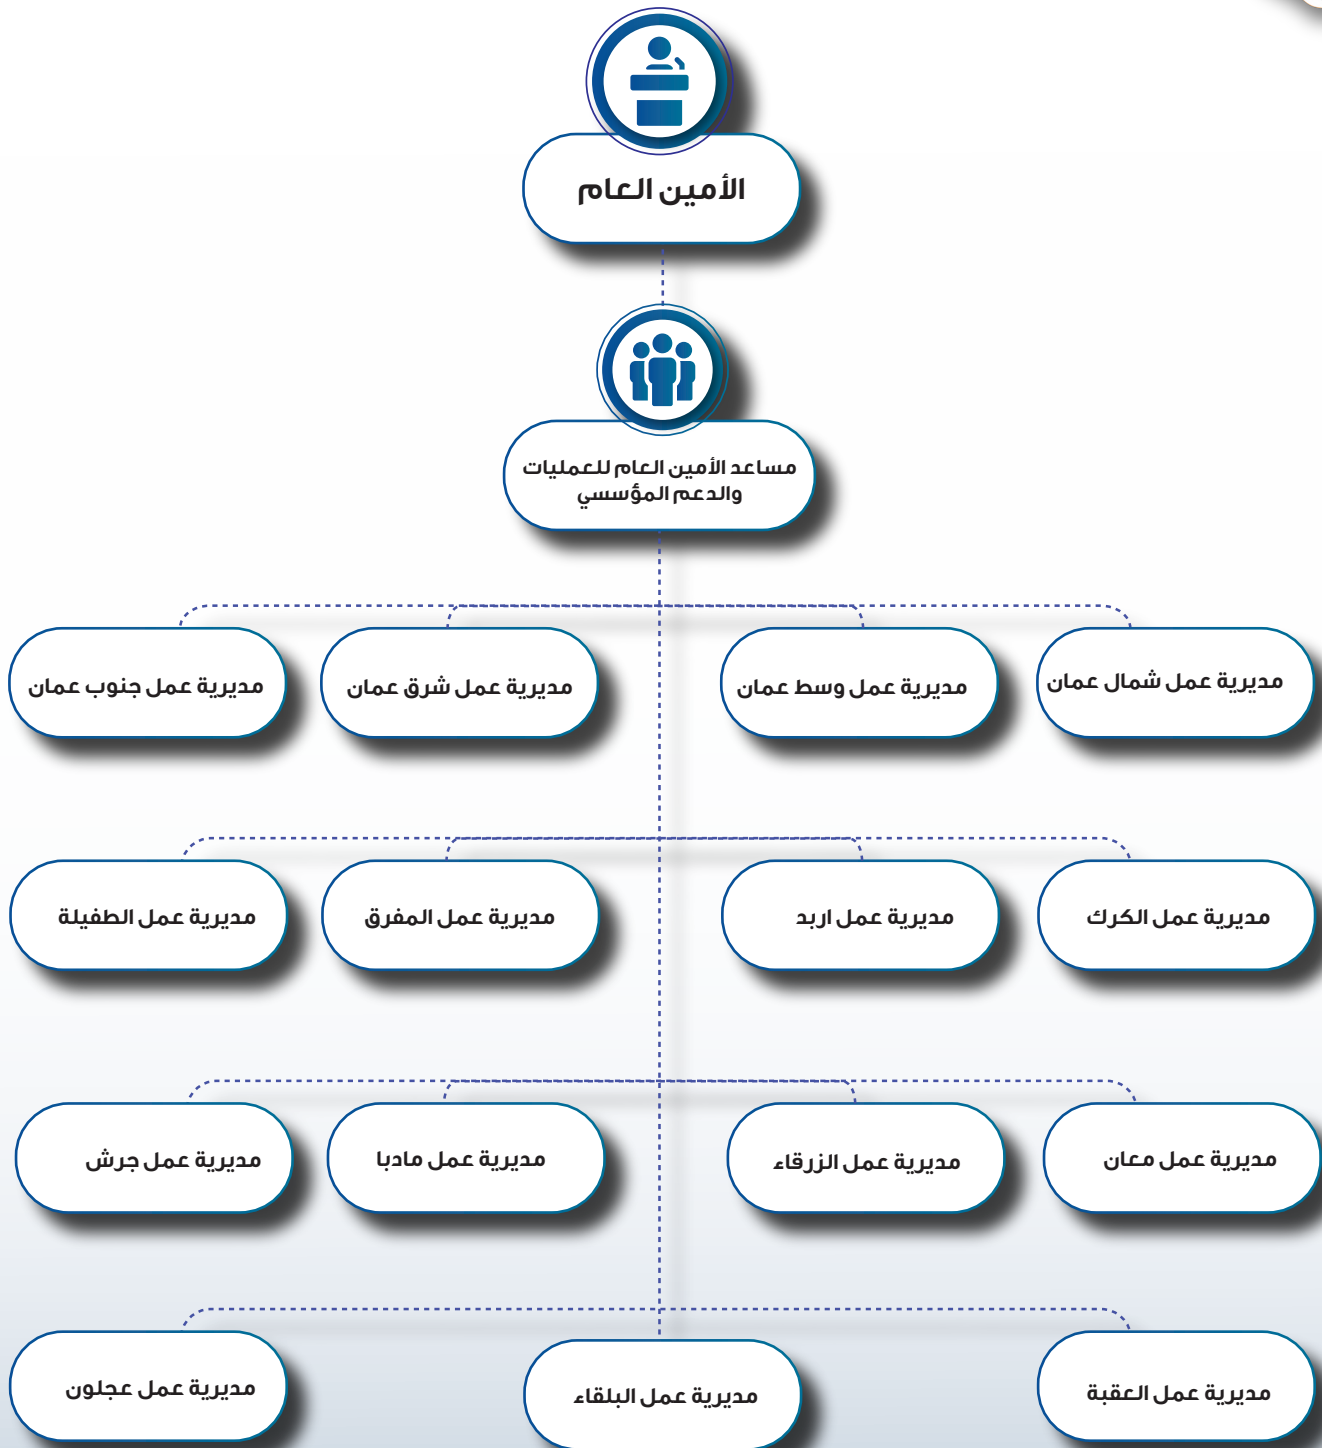 الأمين العام
مساعد الأمين العام للعمليات
والدعم المؤسسي
مديرية عمل شمال عمان
مديرية عمل وسط عمان
مديرية عمل شرق عمان
مديرية عمل جنوب عمان
مديرية عمل الكرك
مديرية عمل اربد
مديرية عمل المفرق
مديرية عمل الطفيلة
مديرية عمل معان
مديرية عمل الزرقاء
مديرية عمل مادبا
مديرية عمل جرش
مديرية عمل العقبة
مديرية عمل البلقاء
مديرية عمل عجلون